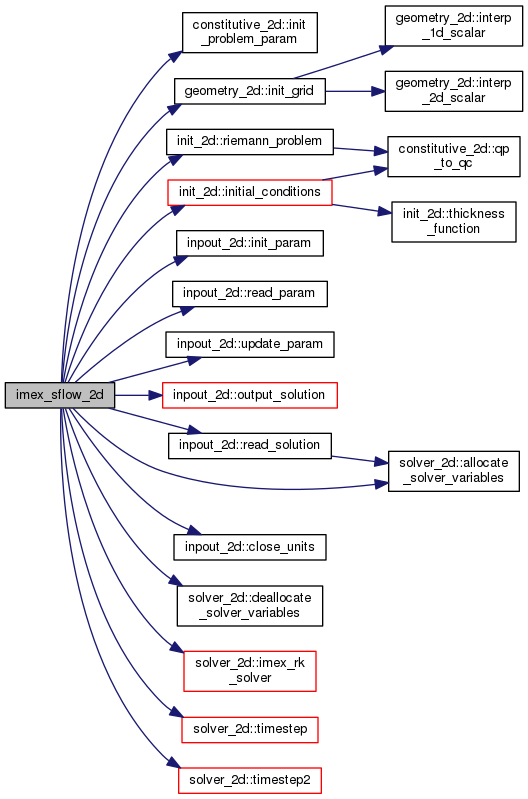 constitutive_2d::init
_problem_param
geometry_2d::interp
_1d_scalar
geometry_2d::init_grid
geometry_2d::interp
_2d_scalar
init_2d::riemann_problem
constitutive_2d::qp
_to_qc
init_2d::initial_conditions
init_2d::thickness
_function
inpout_2d::init_param
inpout_2d::read_param
inpout_2d::update_param
imex_sflow_2d
inpout_2d::output_solution
inpout_2d::read_solution
solver_2d::allocate
_solver_variables
inpout_2d::close_units
solver_2d::deallocate
_solver_variables
solver_2d::imex_rk
_solver
solver_2d::timestep
solver_2d::timestep2